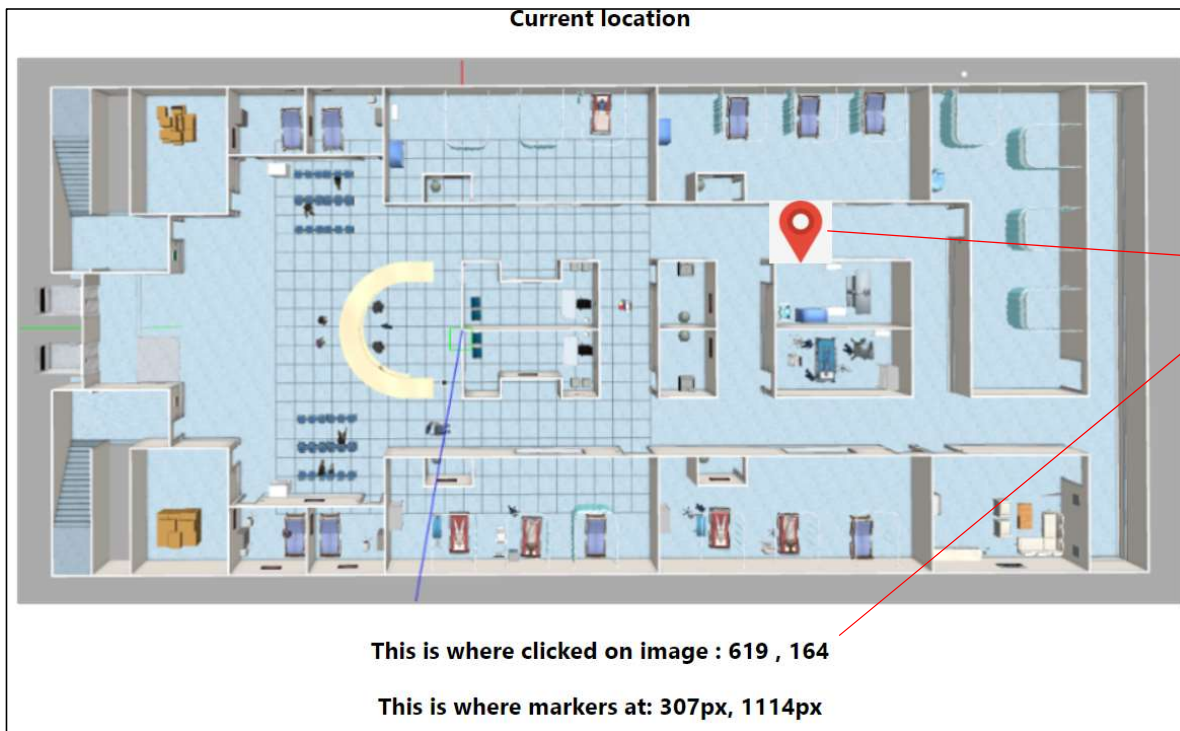 Current location
This is where clicked on image : 619 , 164
This is where markers at: 307px, 1114px